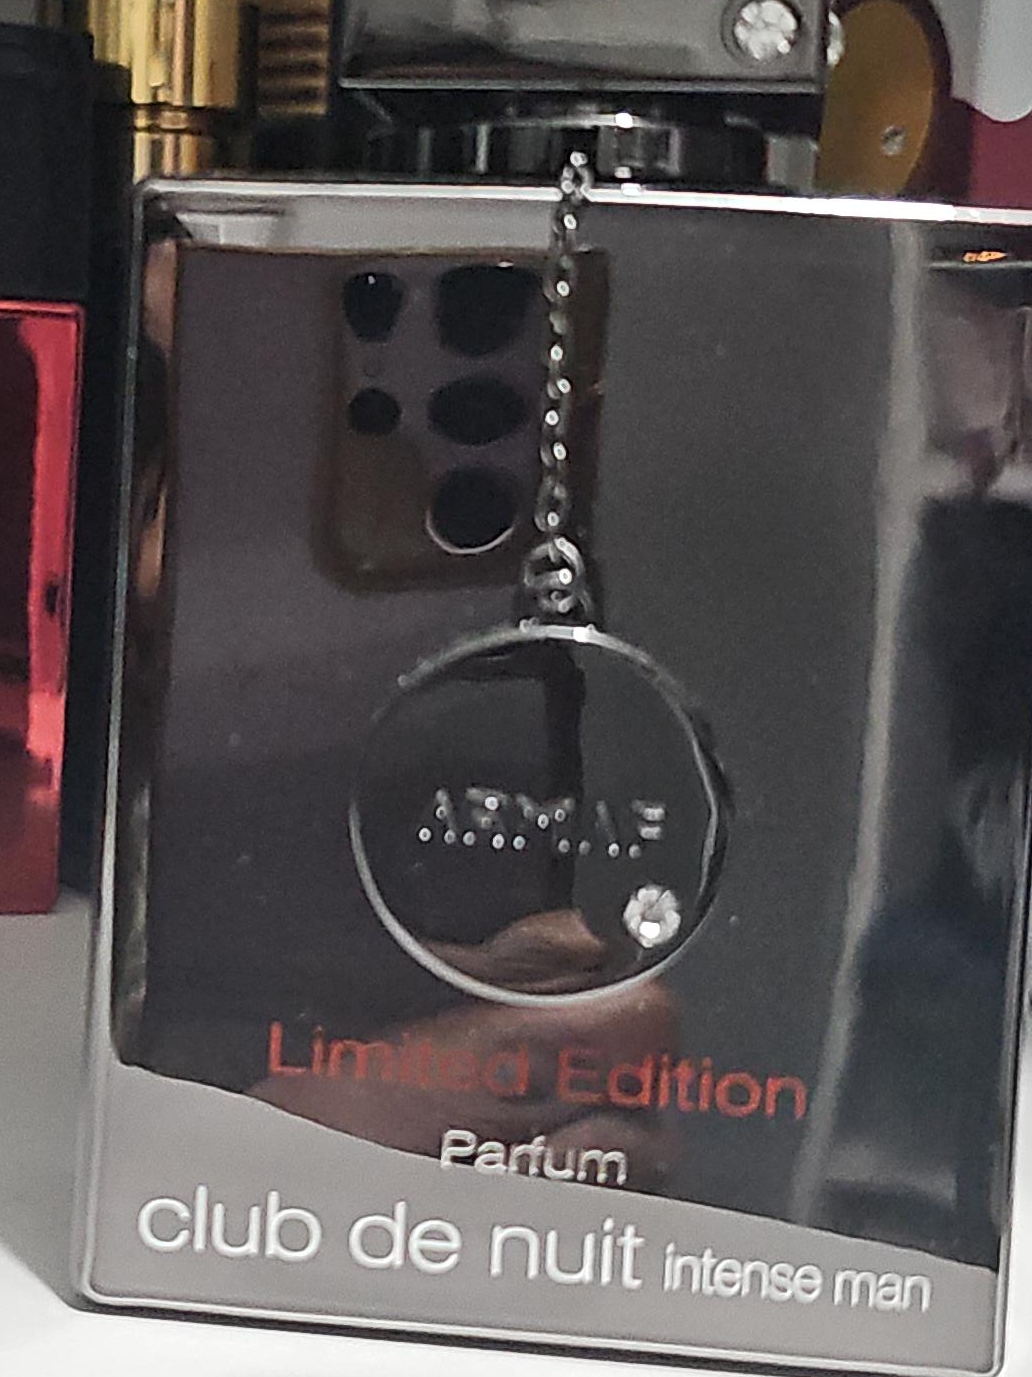 ARMAF
Limited Edition
Parfum
club de nuit intense man